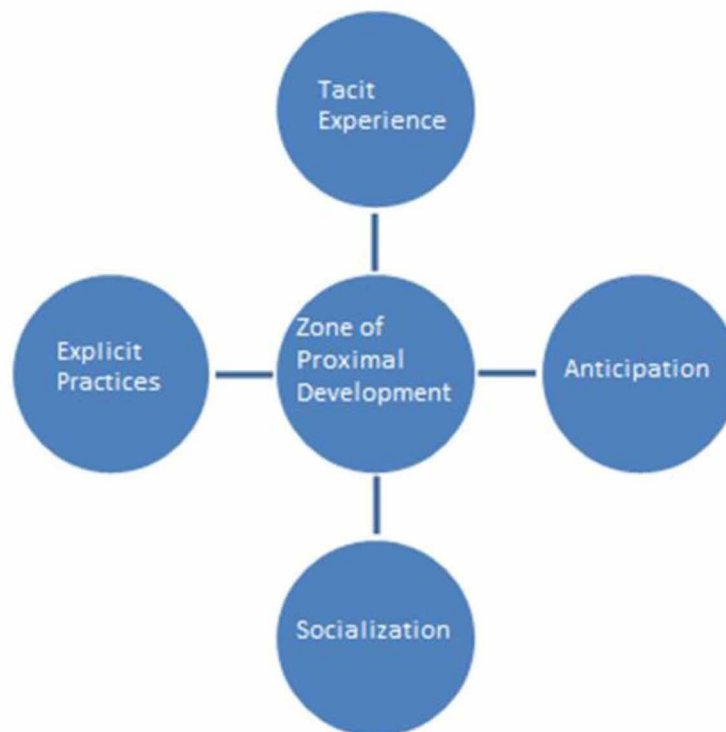 Tacit
Experience
Explicit
Practices
Zone of
Proximal
Development
Anticipation
Socialization